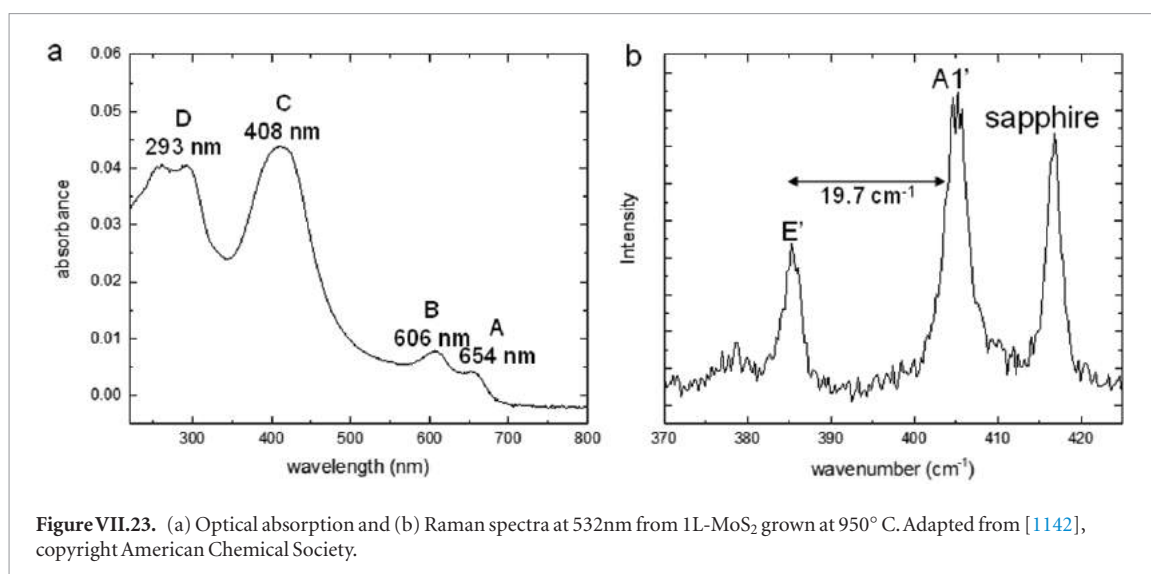 a
0.06
0.05
0.04
0.03
0.02
0.01
0.00
absorbance
D
293 nm
C
408 nm
B
606 nm
A
654 nm
300 400 500 600 700 800
wavelength (nm)
b
Intensity
E'
19.7 cm⁻¹
A1'
sapphire
370 380 390 400 410 420
wavenumber (cm⁻¹)
Figure VII.23. (a) Optical absorption and (b) Raman spectra at 532nm from 1L-MoS₂ grown at 950° C. Adapted from [1142],
copyright American Chemical Society.